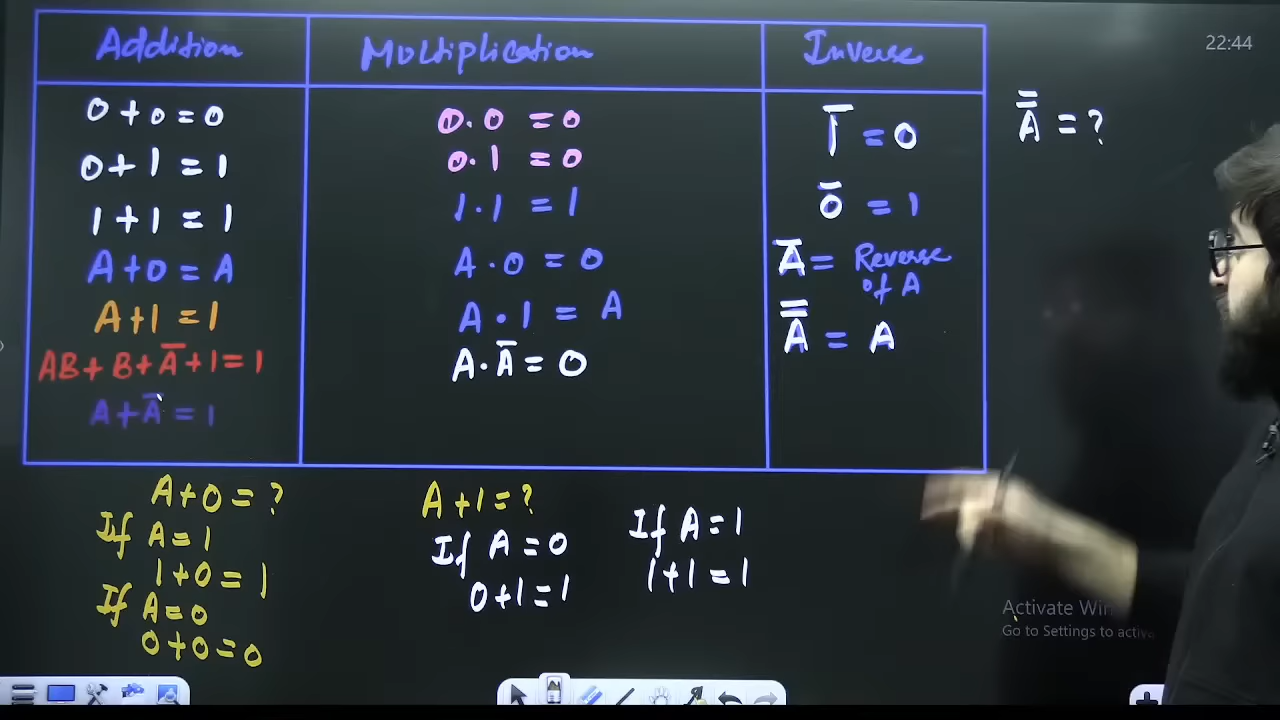 Addition
0 + 0 = 0
0 + 1 = 1
1 + 1 = 1
A + 0 = A
A + 1 = 1
AB + B + A̅ + 1 = 1
A + A̅ = 1
Multiplication
0 . 0 = 0
0 . 1 = 0
1 . 1 = 1
A . 0 = 0
A . 1 = A
A . A̅ = 0
Inverse
1̅ = 0
0̅ = 1
A̅ = Reverse
of A
A̿ = A
22:44
A̿ = ?
A + 0 = ?
If A = 1
1 + 0 = 1
If A = 0
0 + 0 = 0
A + 1 = ?
If A = 0
0 + 1 = 1
If A = 1
1 + 1 = 1
Activate Win
Go to Settings to activa